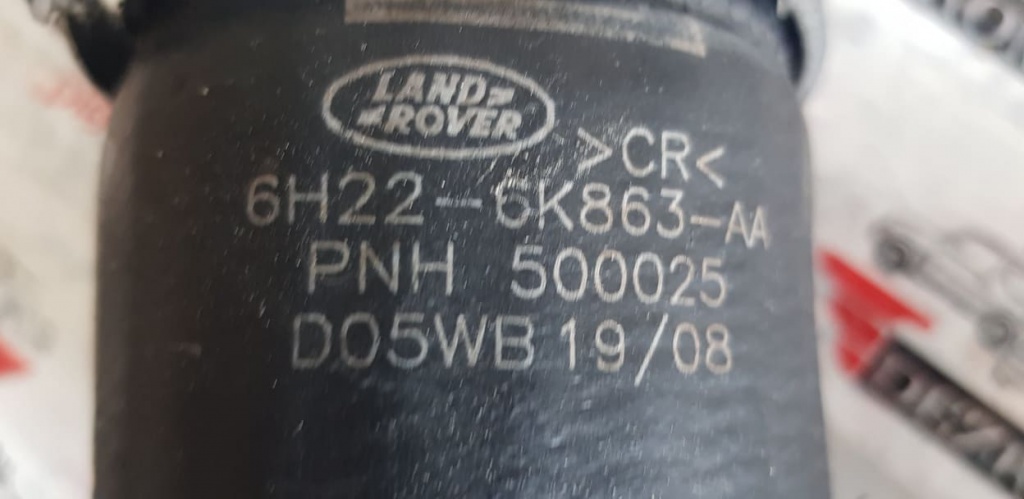 LAND
ROVER
>CR<
6H22-6K863-AA
PNH 500025
D05WB 19/08